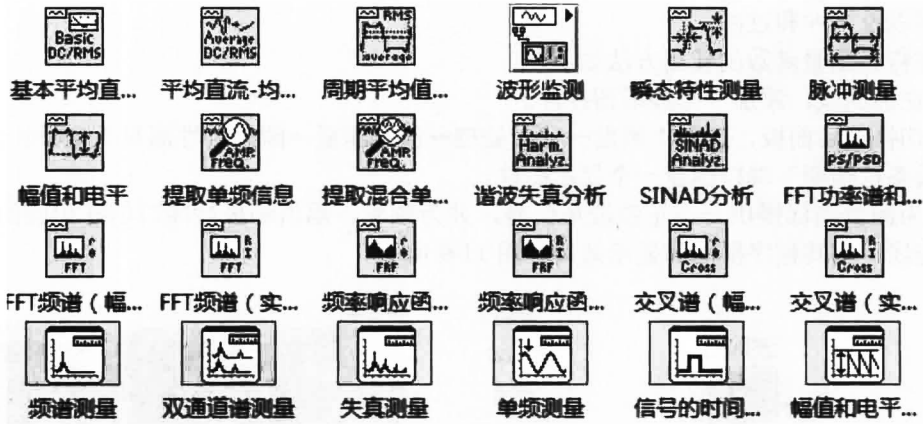 Basic DC/RMS
Average DC/RMS
RMS average
基本平均直...
平均直流-均...
周期平均值...
波形监测
瞬态特性测量
脉冲测量
AMP FREQ.
AMP FREQ.
Harm. Analyz.
SINAD Analyz.
PS/PSD
幅值和电平
提取单频信息
提取混合单...
谐波失真分析
SINAD分析
FFT功率谱和...
FFT
FFT
FRF
FRF
Cross
Cross
FFT频谱（幅...
FFT频谱（实...
频率响应函...
频率响应函...
交叉谱（幅...
交叉谱（实...
频谱测量
双通道谱测量
失真测量
单频测量
信号的时间...
幅值和电平...